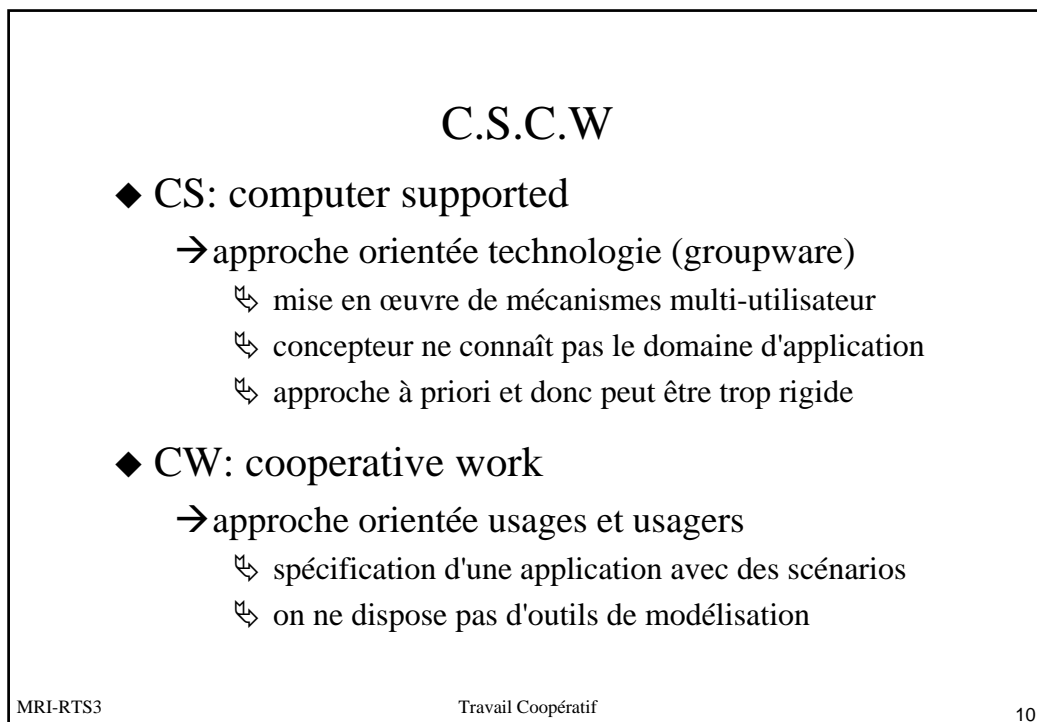 C.S.C.W
◆ CS: computer supported
→ approche orientée technologie (groupware)
↳ mise en œuvre de mécanismes multi-utilisateur
↳ concepteur ne connaît pas le domaine d'application
↳ approche à priori et donc peut être trop rigide
◆ CW: cooperative work
→ approche orientée usages et usagers
↳ spécification d'une application avec des scénarios
↳ on ne dispose pas d'outils de modélisation
MRI-RTS3 Travail Coopératif 10